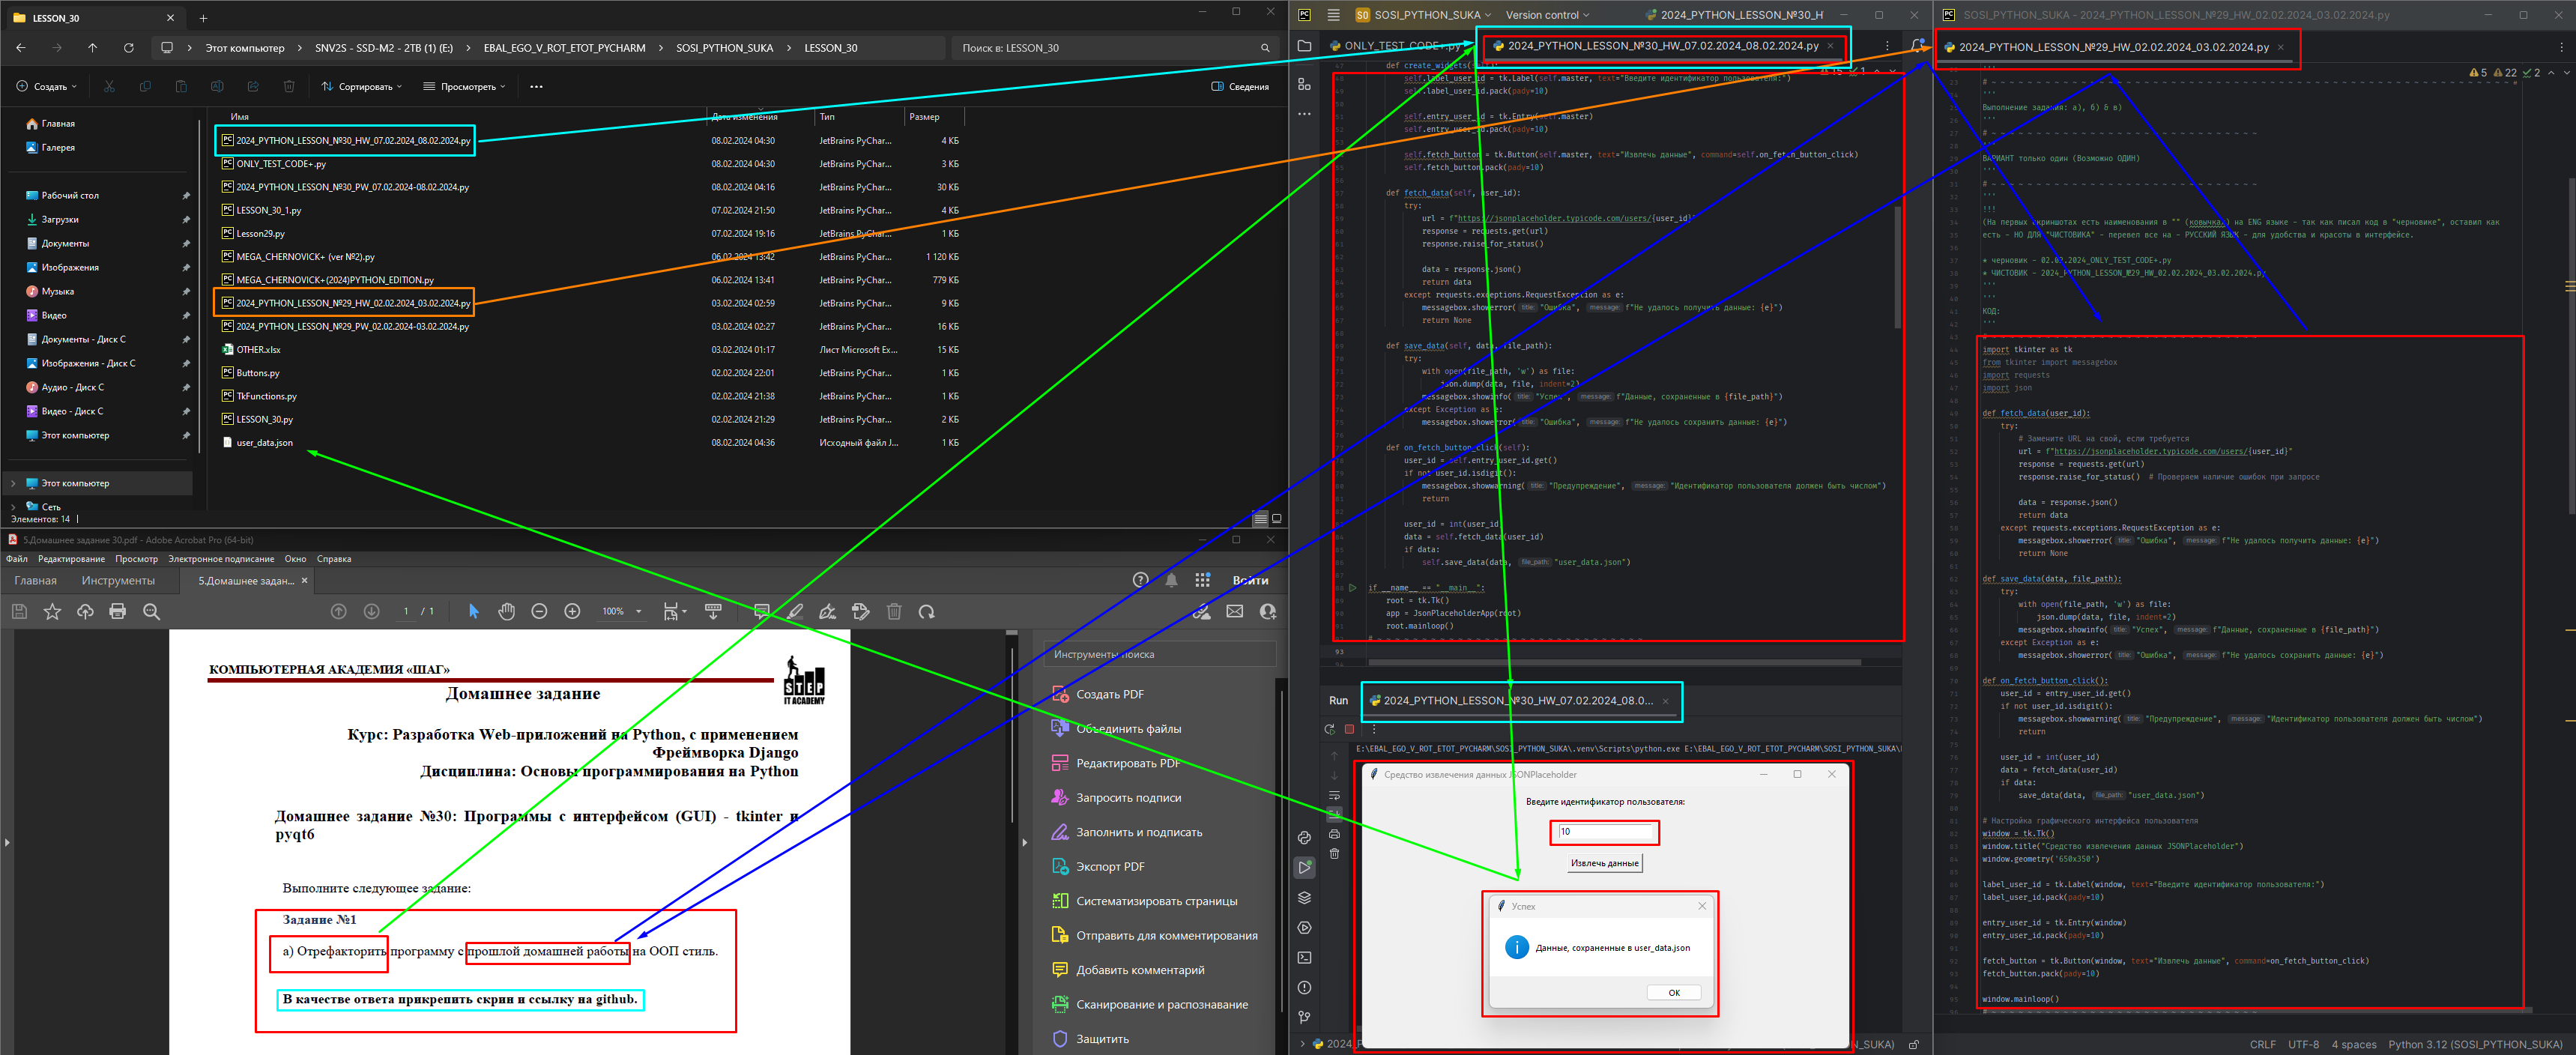 LESSON_30
Этот компьютер > SNV2S - SSD-M2 - 2TB (1) (E:) > EBAL_EGO_V_ROT_ETOT_PYCHARM > SOSI_PYTHON_SUKA > LESSON_30
Поиск в: LESSON_30
Создать
Сортировать
Просмотреть
Сведения
Главная
Галерея
Рабочий стол
Загрузки
Документы
Изображения
Музыка
Видео
Документы - Диск C
Изображения - Диск C
Аудио - Диск C
Видео - Диск C
Этот компьютер
Этот компьютер
Сеть
Элементов: 14
Имя Дата изменения Тип Размер
2024_PYTHON_LESSON_№30_HW_07.02.2024_08.02.2024.py 08.02.2024 04:30 JetBrains PyChar... 4 КБ
ONLY_TEST_CODE+.py 08.02.2024 04:30 JetBrains PyChar... 3 КБ
2024_PYTHON_LESSON_№30_PW_07.02.2024-08.02.2024.py 08.02.2024 04:16 JetBrains PyChar... 30 КБ
LESSON_30_1.py 07.02.2024 21:50 JetBrains PyChar... 4 КБ
Lesson29.py 07.02.2024 19:16 JetBrains PyChar... 1 КБ
MEGA_CHERNOVICK+ (ver №2).py 06.02.2024 13:42 JetBrains PyChar... 1 120 КБ
MEGA_CHERNOVICK+(2024)PYTHON_EDITION.py 06.02.2024 13:41 JetBrains PyChar... 779 КБ
2024_PYTHON_LESSON_№29_HW_02.02.2024_03.02.2024.py 03.02.2024 02:59 JetBrains PyChar... 9 КБ
2024_PYTHON_LESSON_№29_PW_02.02.2024-03.02.2024.py 03.02.2024 02:27 JetBrains PyChar... 16 КБ
OTHER.xlsx 03.02.2024 01:17 Лист Microsoft Ex... 15 КБ
Buttons.py 02.02.2024 22:01 JetBrains PyChar... 1 КБ
TkFunctions.py 02.02.2024 21:38 JetBrains PyChar... 1 КБ
LESSON_30.py 02.02.2024 21:29 JetBrains PyChar... 2 КБ
user_data.json 08.02.2024 04:36 Исходный файл J... 1 КБ
5.Домашнее задание 30.pdf - Adobe Acrobat Pro (64-bit)
Файл Редактирование Просмотр Электронное подписание Окно Справка
Главная Инструменты 5.Домашнее задан... Войти
1 / 1 100%
КОМПЬЮТЕРНАЯ АКАДЕМИЯ «ШАГ»
STEP
IT ACADEMY
Домашнее задание
Курс: Разработка Web-приложений на Python, с применением
Фреймворка Django
Дисциплина: Основы программирования на Python
Домашнее задание №30: Программы с интерфейсом (GUI) - tkinter и
pyqt6
Выполните следующее задание:
Задание №1
а) Отрефакторить программу с прошлой домашней работы на ООП стиль.
В качестве ответа прикрепить скрин и ссылку на github.
Инструменты поиска
Создать PDF
Объединить файлы
Редактировать PDF
Запросить подписи
Заполнить и подписать
Экспорт PDF
Систематизировать страницы
Отправить для комментирования
Добавить комментарий
Сканирование и распознавание
Защитить
SO SOSI_PYTHON_SUKA Version control 2024_PYTHON_LESSON_№30_H
ONLY_TEST_CODE+.py 2024_PYTHON_LESSON_№30_HW_07.02.2024_08.02.2024.py
def create_widgets(self):
self.label_user_id = tk.Label(self.master, text="Введите идентификатор пользователя:")
self.label_user_id.pack(pady=10)
self.entry_user_id = tk.Entry(self.master)
self.entry_user_id.pack(pady=10)
self.fetch_button = tk.Button(self.master, text="Извлечь данные", command=self.on_fetch_button_click)
self.fetch_button.pack(pady=10)
def fetch_data(self, user_id):
try:
url = f"https://jsonplaceholder.typicode.com/users/{user_id}"
response = requests.get(url)
response.raise_for_status()
data = response.json()
return data
except requests.exceptions.RequestException as e:
messagebox.showerror( title: "Ошибка", message: f"Не удалось получить данные: {e}")
return None
def save_data(self, data, file_path):
try:
with open(file_path, 'w') as file:
json.dump(data, file, indent=2)
messagebox.showinfo( title: "Успех", message: f"Данные, сохраненные в {file_path}")
except Exception as e:
messagebox.showerror( title: "Ошибка", message: f"Не удалось сохранить данные: {e}")
def on_fetch_button_click(self):
user_id = self.entry_user_id.get()
if not user_id.isdigit():
messagebox.showwarning( title: "Предупреждение", message: "Идентификатор пользователя должен быть числом")
return
user_id = int(user_id)
data = self.fetch_data(user_id)
if data:
self.save_data(data, file_path: "user_data.json")
if __name__ == "__main__":
root = tk.Tk()
app = JsonPlaceholderApp(root)
root.mainloop()
93
Run 2024_PYTHON_LESSON_№30_HW_07.02.2024_08.0...
E:\EBAL_EGO_V_ROT_ETOT_PYCHARM\SOSI_PYTHON_SUKA\.venv\Scripts\python.exe E:\EBAL_EGO_V_ROT_ETOT_PYCHARM\SOSI_PYTHON_SUKA\
Средство извлечения данных JSONPlaceholder
Введите идентификатор пользователя:
10
Извлечь данные
Успех
Данные, сохраненные в user_data.json
OK
SOSI_PYTHON_SUKA - 2024_PYTHON_LESSON_№29_HW_02.02.2024_03.02.2024.py
2024_PYTHON_LESSON_№29_HW_02.02.2024_03.02.2024.py
5 22 2
'''
Выполнение задания: а), б) & в)
'''
'''
ВАРИАНТ только один (Возможно ОДИН)
'''
'''
!!!
(На первых скриншотах есть наименования в "" (ковычках) на ENG языке - так как писал код в "черновике", оставил как
есть - НО ДЛЯ "ЧИСТОВИКА" - перевел все на - РУССКИЙ ЯЗЫК - для удобства и красоты в интерфейсе.
* черновик - 02.02.2024_ONLY_TEST_CODE+.py
* ЧИСТОВИК - 2024_PYTHON_LESSON_№29_HW_02.02.2024_03.02.2024.py
'''
'''
КОД:
'''
import tkinter as tk
from tkinter import messagebox
import requests
import json
def fetch_data(user_id):
try:
# Замените URL на свой, если требуется
url = f"https://jsonplaceholder.typicode.com/users/{user_id}"
response = requests.get(url)
response.raise_for_status() # Проверяем наличие ошибок при запросе
data = response.json()
return data
except requests.exceptions.RequestException as e:
messagebox.showerror( title: "Ошибка", message: f"Не удалось получить данные: {e}")
return None
def save_data(data, file_path):
try:
with open(file_path, 'w') as file:
json.dump(data, file, indent=2)
messagebox.showinfo( title: "Успех", message: f"Данные, сохраненные в {file_path}")
except Exception as e:
messagebox.showerror( title: "Ошибка", message: f"Не удалось сохранить данные: {e}")
def on_fetch_button_click():
user_id = entry_user_id.get()
if not user_id.isdigit():
messagebox.showwarning( title: "Предупреждение", message: "Идентификатор пользователя должен быть числом")
return
user_id = int(user_id)
data = fetch_data(user_id)
if data:
save_data(data, file_path: "user_data.json")
# Настройка графического интерфейса пользователя
window = tk.Tk()
window.title("Средство извлечения данных JSONPlaceholder")
window.geometry('650x350')
label_user_id = tk.Label(window, text="Введите идентификатор пользователя:")
label_user_id.pack(pady=10)
entry_user_id = tk.Entry(window)
entry_user_id.pack(pady=10)
fetch_button = tk.Button(window, text="Извлечь данные", command=on_fetch_button_click)
fetch_button.pack(pady=10)
window.mainloop()
CRLF UTF-8 4 spaces Python 3.12 (SOSI_PYTHON_SUKA)